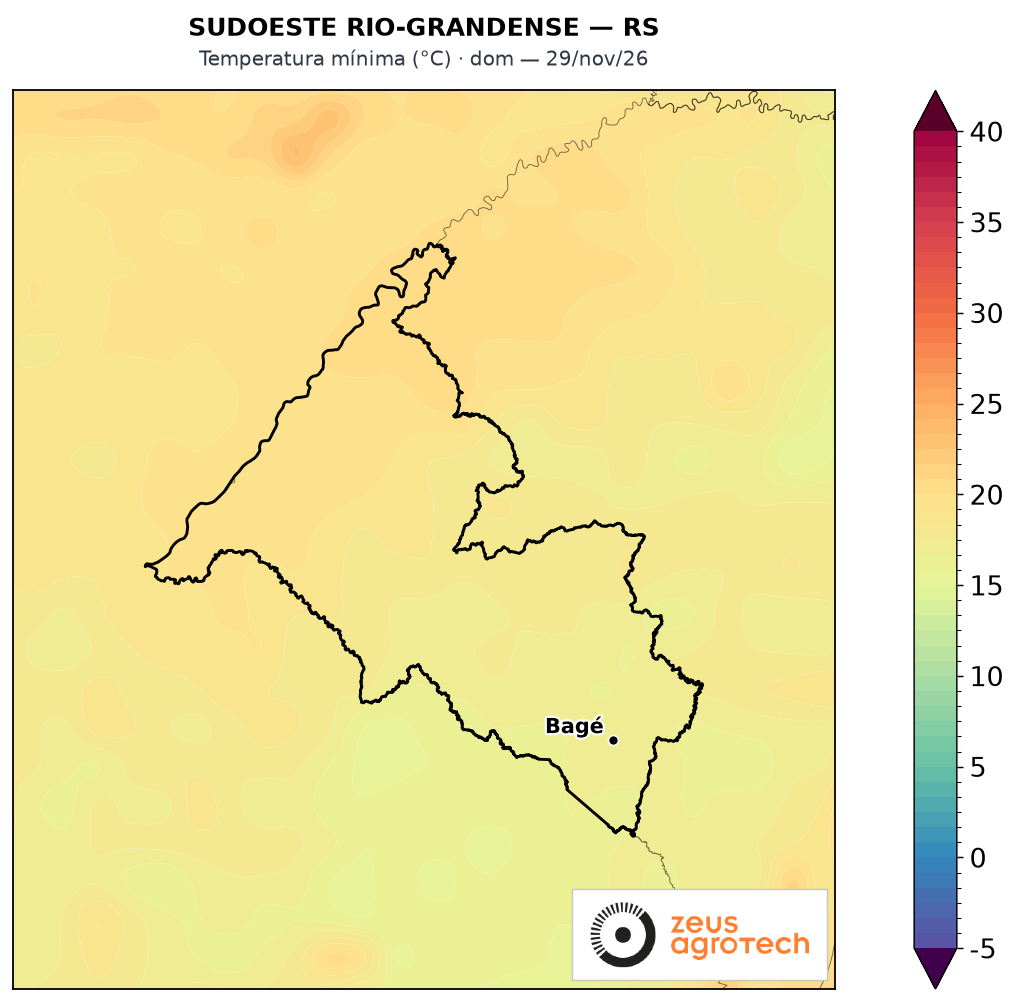 SUDOESTE RIO-GRANDENSE — RS
Temperatura mínima (°C) · dom — 29/nov/26
40
35
30
25
20
15
10
5
0
-5
Bagé
zeus
agrotech